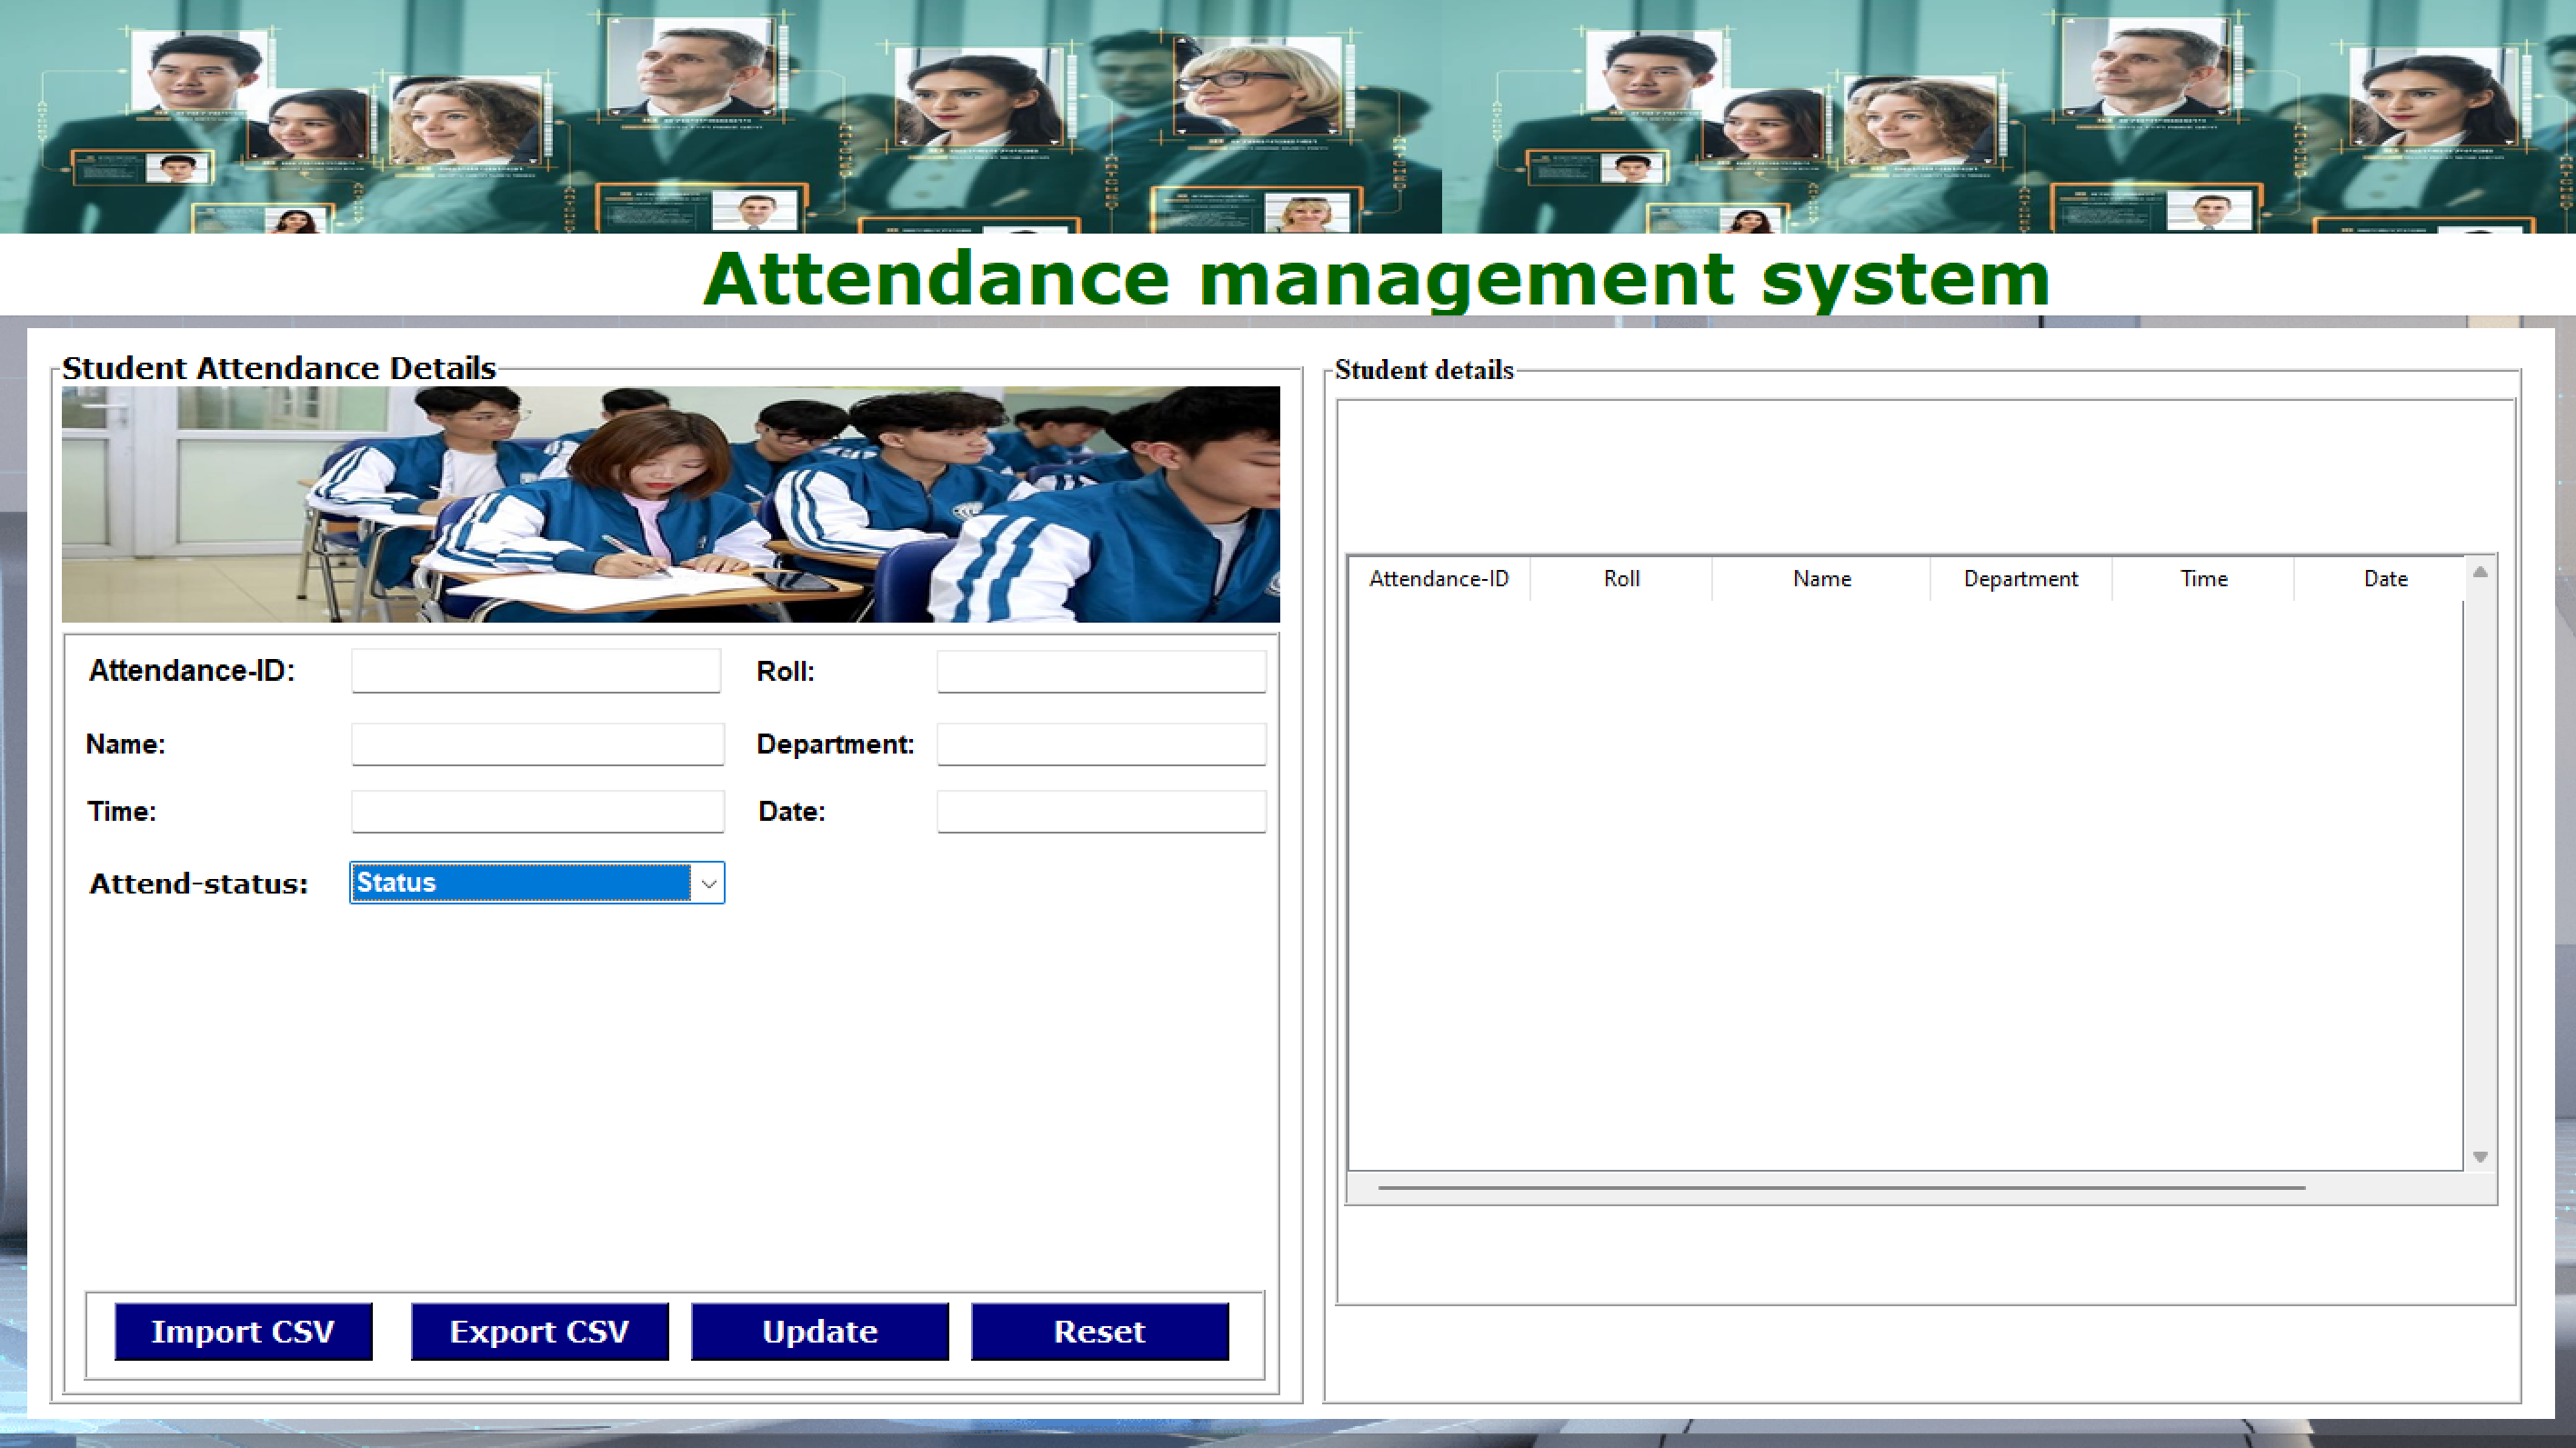 Attendance management system
Student Attendance Details
Attendance-ID:
Roll:
Name:
Department:
Time:
Date:
Attend-status:
Status
Import CSV
Export CSV
Update
Reset
Student details
Attendance-ID
Roll
Name
Department
Time
Date